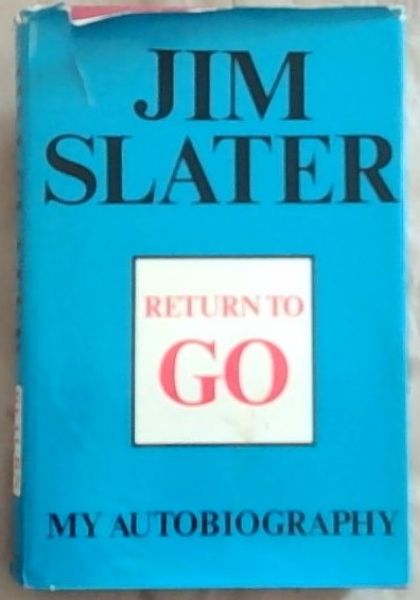 JIM
SLATER
RETURN TO
GO
MY AUTOBIOGRAPHY